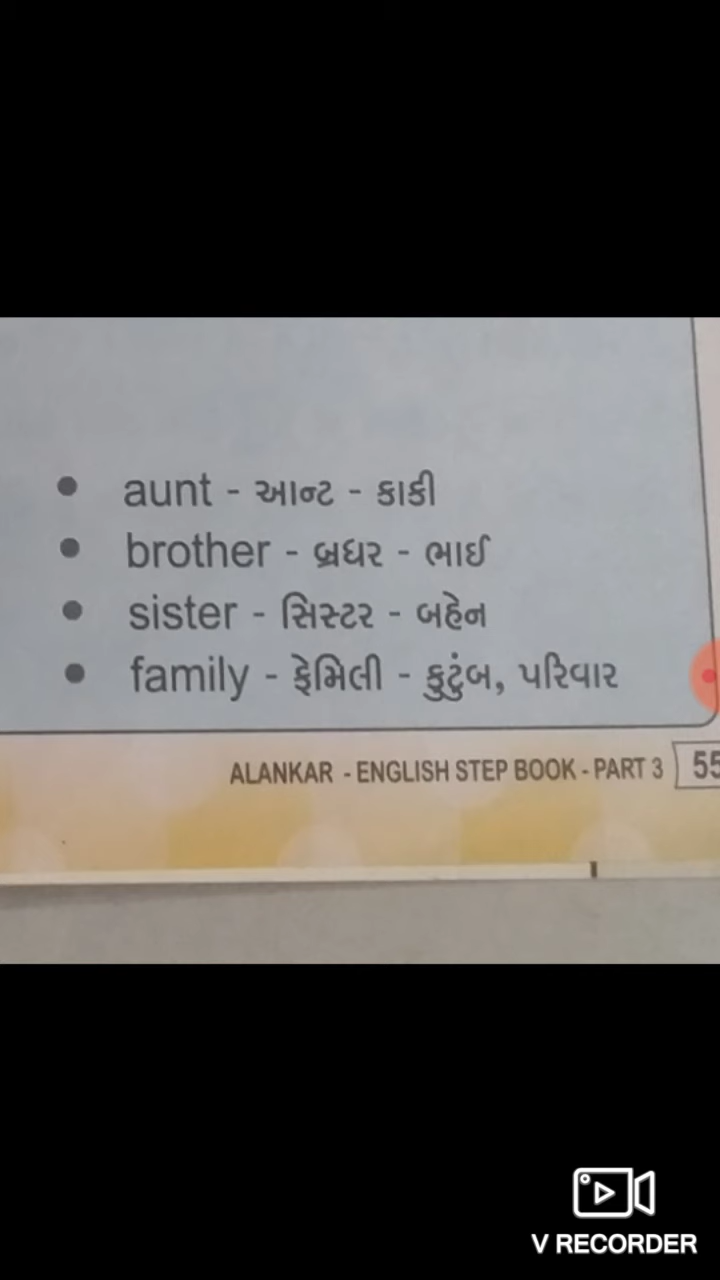 • aunt - આન્ટ - કાકી
• brother - બ્રધર - ભાઈ
• sister - સિસ્ટર - બહેન
• family - ફેમિલી - કુટુંબ, પરિવાર
ALANKAR - ENGLISH STEP BOOK - PART 3 55
V RECORDER